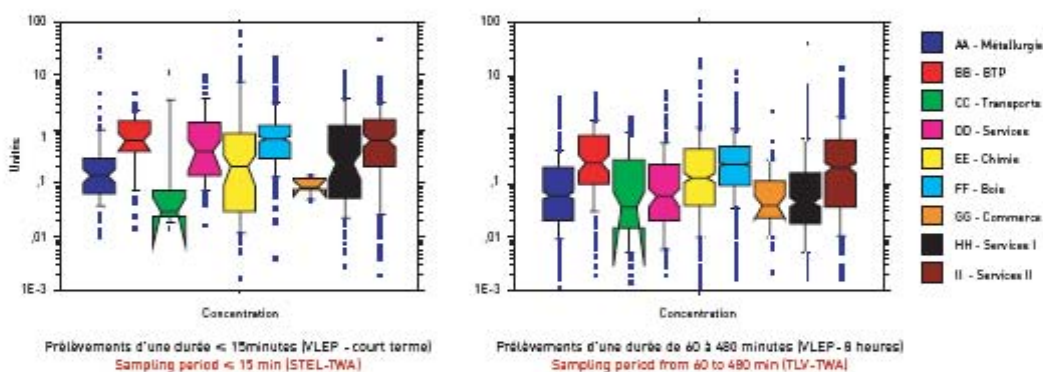 100
10
1
,1
,01
1E-3
Unités
Concentration
Prélèvements d'une durée ≤ 15minutes (VLEP - court terme)
Sampling period ≤ 15 min (STEL-TWA)
100
10
1
,1
,01
1E-3
Concentration
Prélèvements d'une durée de 60 à 480 minutes (VLEP - 8 heures)
Sampling period from 60 to 480 min (TLV-TWA)
AA - Métallurgie
BB - BTP
CC - Transports
DD - Services
EE - Chimie
FF - Bois
GG - Commerce
HH - Services I
II - Services II